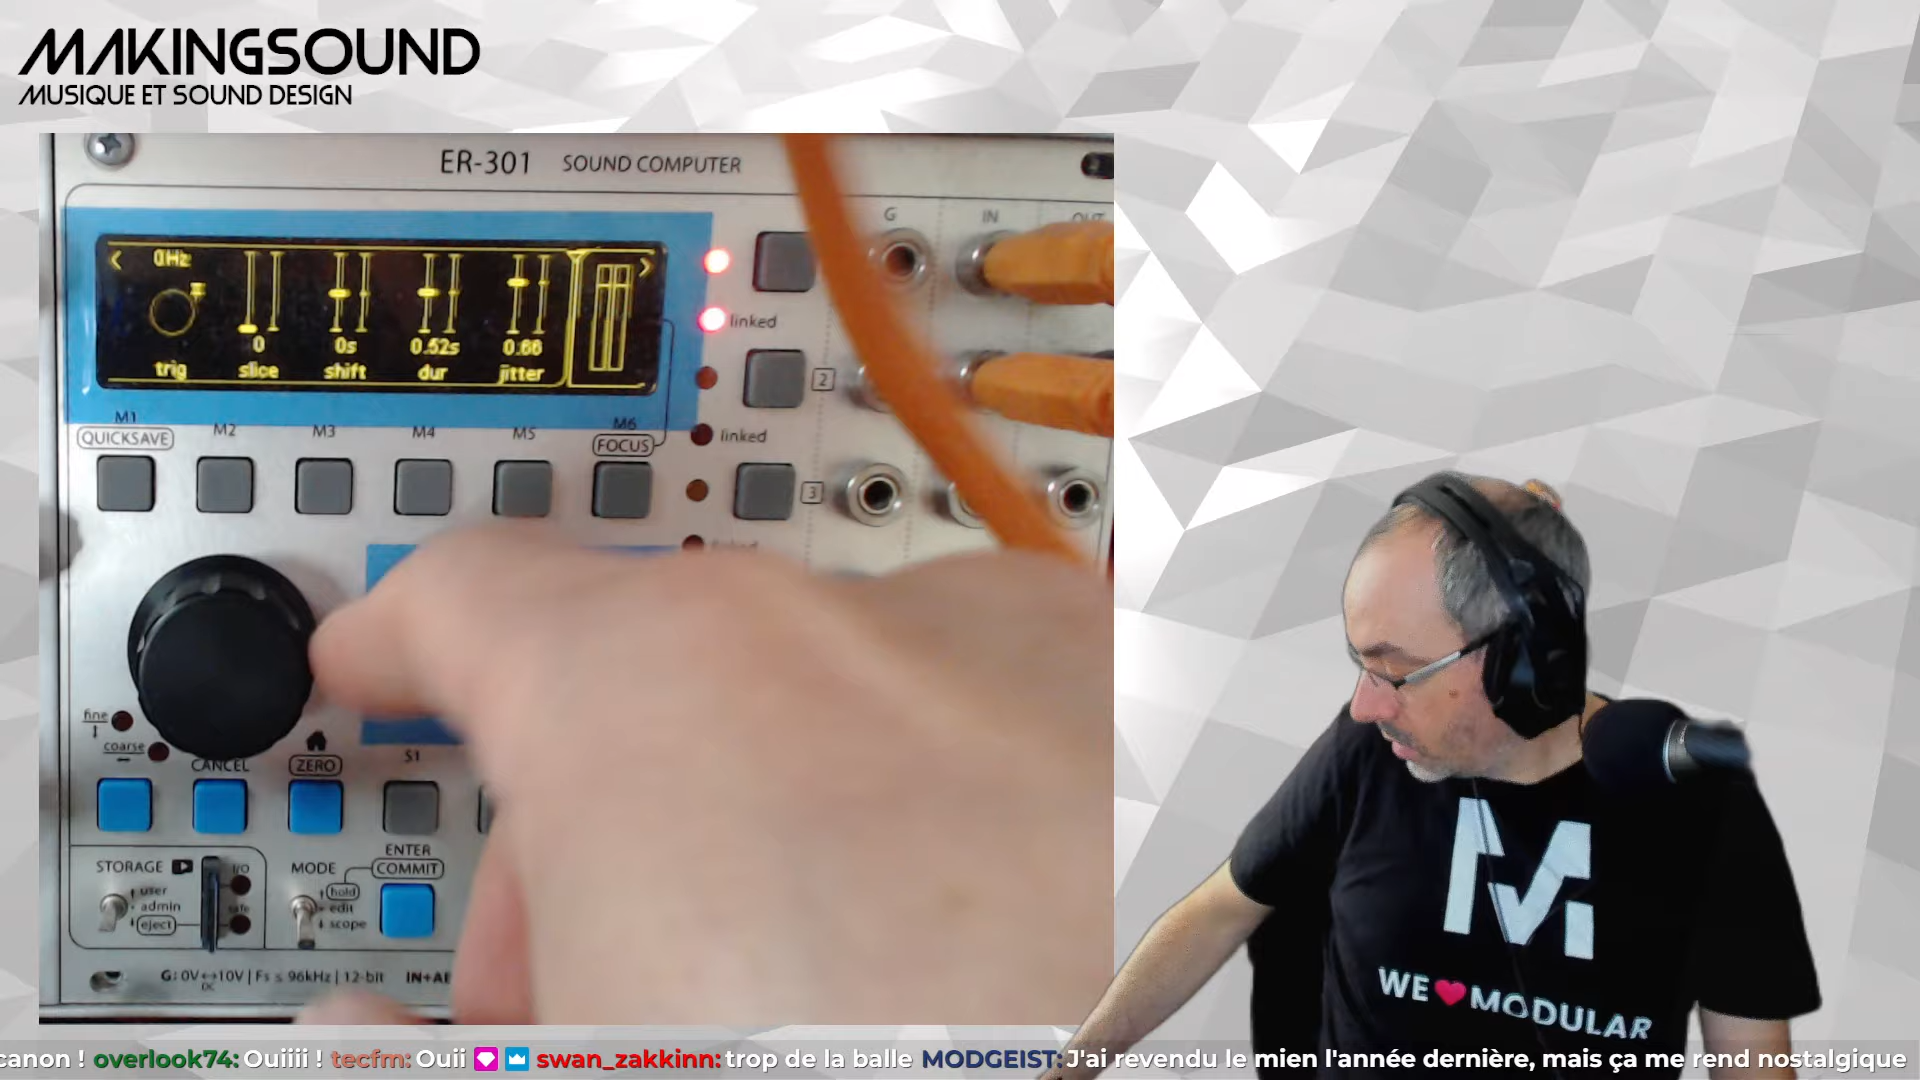 MAKINGSOUND
MUSIQUE ET SOUND DESIGN
ER-301 SOUND COMPUTER
G IN OUT
0Hz
0 0s 0.52s 0.66
trig slice shift dur jitter
linked
2
M1 M2 M3 M4 M5 M6
QUICKSAVE FOCUS
linked
3
fine
coarse
CANCEL ZERO S1
ENTER
STORAGE I/O MODE COMMIT
user hold
admin safe edit
eject scope
G: 0V↔10V | Fs ≤ 96kHz | 12-bit
DC
WE ❤ MODULAR
canon ! overlook74: Ouiiii ! tecfm: Ouii swan_zakkinn: trop de la balle MODGEIST: J'ai revendu le mien l'année dernière, mais ça me rend nostalgique